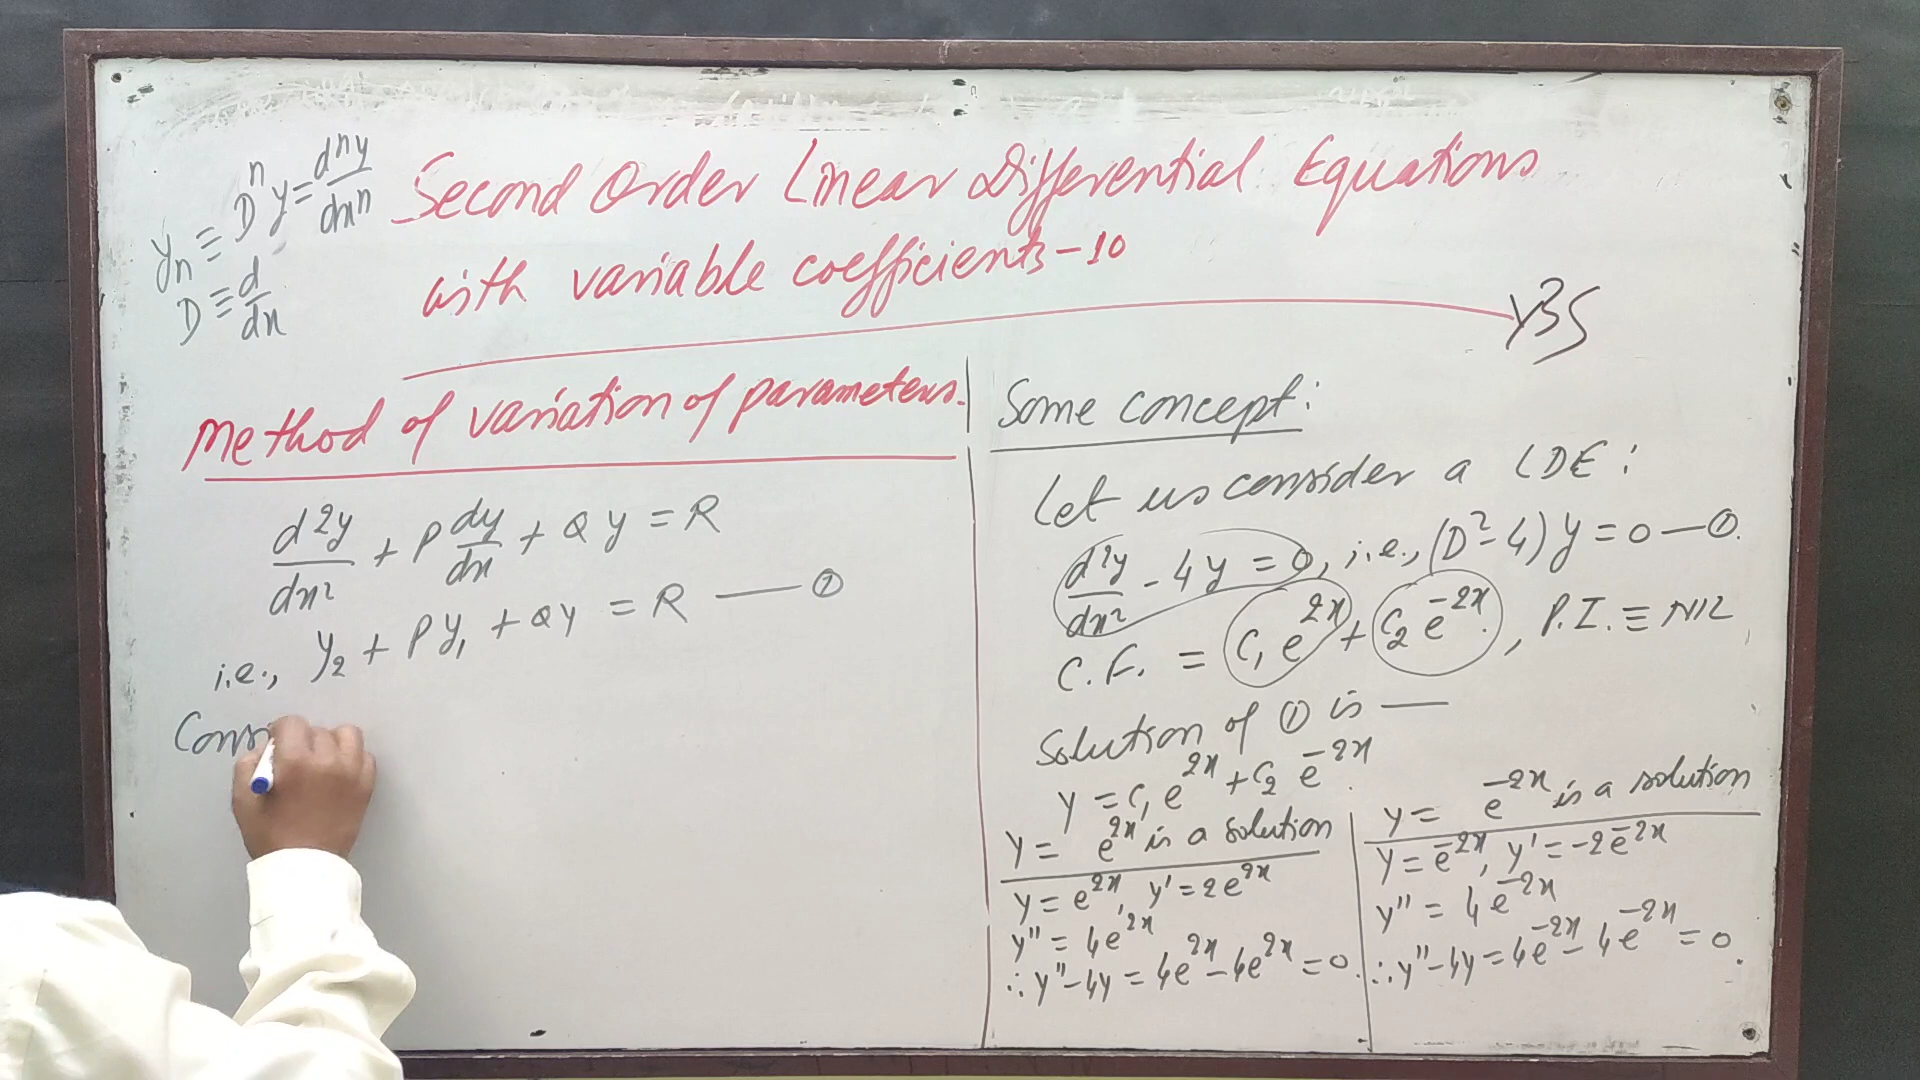 yₙ ≡ Dⁿy = dⁿy/dxⁿ
D ≡ d/dx
Second Order Linear Differential Equations
with variable coefficients-10
YBS
Method of variation of parameters.
d²y/dx² + P dy/dx + Qy = R
i.e., y₂ + Py₁ + Qy = R — ①
Consi
Some concept:
Let us consider a LDE:
d²y/dx² - 4y = 0, i.e., (D²-4)y = 0 — ①.
C.F. = C₁e²ˣ + C₂e⁻²ˣ, P.I. ≡ NIL
Solution of ① is —
y = C₁e²ˣ + C₂e⁻²ˣ.
y = e²ˣ is a solution
y = e²ˣ, y' = 2e²ˣ
y'' = 4e²ˣ
∴ y''-4y = 4e²ˣ-4e²ˣ = 0.
y = e⁻²ˣ is a solution
y = e⁻²ˣ, y' = -2e⁻²ˣ
y'' = 4e⁻²ˣ
∴ y''-4y = 4e⁻²ˣ-4e⁻²ˣ = 0.